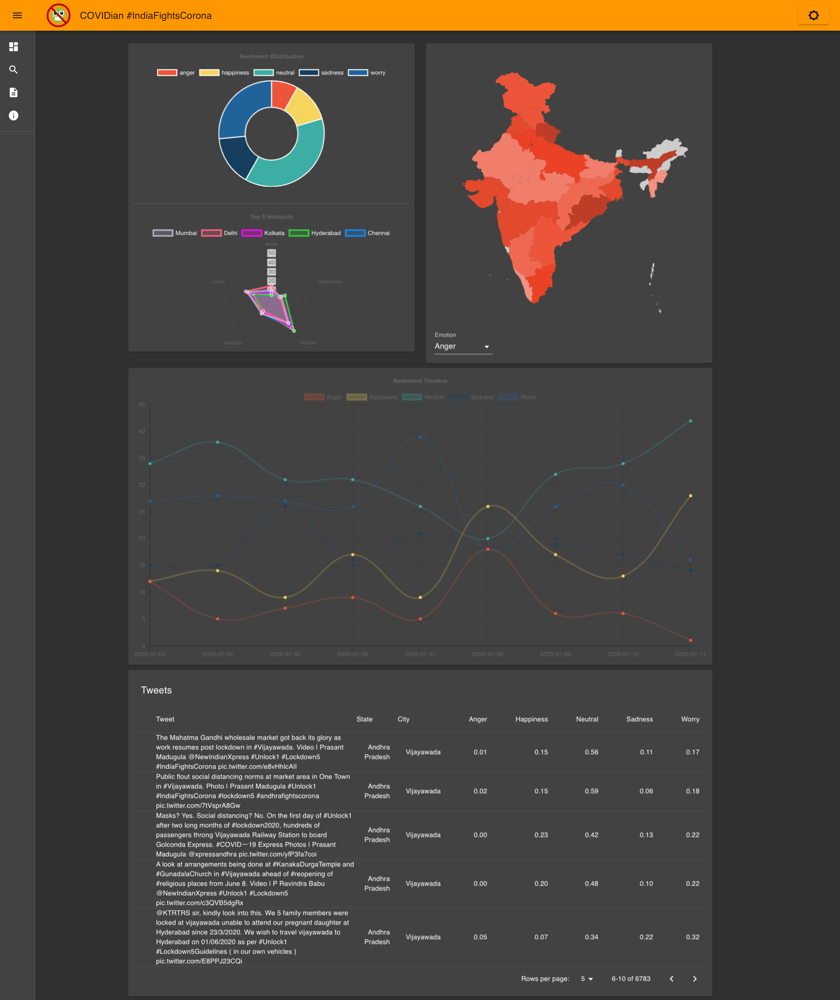 COVIDian #IndiaFightsCorona
Sentiment Distribution
anger happiness neutral sadness worry
Top 5 Hotspots
Mumbai Delhi Kolkata Hyderabad Chennai
anger
50
40
30
20
worry
happiness
sadness
neutral
Emotion
Anger
Sentiment Timeline
Anger Happiness Neutral Sadness Worry
45
40
35
30
25
20
15
10
5
0
2020-07-03 2020-07-04 2020-07-05 2020-07-06 2020-07-07 2020-07-08 2020-07-09 2020-07-10 2020-07-11
Tweets
Tweet State City Anger Happiness Neutral Sadness Worry
The Mahatma Gandhi wholesale market got back its glory as
work resumes post lockdown in #Vijayawada. Video | Prasant
Madugula @NewIndianXpress #Unlock1 #Lockdown5
#IndiaFightsCorona pic.twitter.com/e8vHhlcAII
Andhra
Pradesh
Vijayawada 0.01 0.15 0.56 0.11 0.17
Public flout social distancing norms at market area in One Town
in #Vijayawada. Photo | Prasant Madugula #Unlock1
#IndiaFightsCorona #lockdown5 #andhrafightscorona
pic.twitter.com/7tVsprA8Gw
Andhra
Pradesh
Vijayawada 0.02 0.15 0.59 0.06 0.18
Masks? Yes. Social distancing? No. On the first day of #Unlock1
after two long months of #lockdown2020, hundreds of
passengers throng Vijayawada Railway Station to board
Golconda Express. #COVID—19 Express Photos | Prasant
Madugula @xpressandhra pic.twitter.com/yfP3fa7coi
Andhra
Pradesh
Vijayawada 0.00 0.23 0.42 0.13 0.22
A look at arrangements being done at #KanakaDurgaTemple and
#GunadalaChurch in #Vijayawada ahead of #reopening of
#religious places from June 8. Video | P Ravindra Babu
@NewIndianXpress #Unlock1 #Lockdown5
pic.twitter.com/c3QVB5dgRx
Andhra
Pradesh
Vijayawada 0.00 0.20 0.48 0.10 0.22
@KTRTRS sir, kindly look into this. We 5 family members were
locked at vijayawada unable to attend our pregnant daughter at
Hyderabad since 23/3/2020. We wish to travel vijayawada to
Hyderabad on 01/06/2020 as per #Unlock1
#Lockdown5Guidelines ( in our own vehicles )
pic.twitter.com/E8PPJ23CQi
Andhra
Pradesh
Vijayawada 0.05 0.07 0.34 0.22 0.32
Rows per page: 5 6-10 of 6783